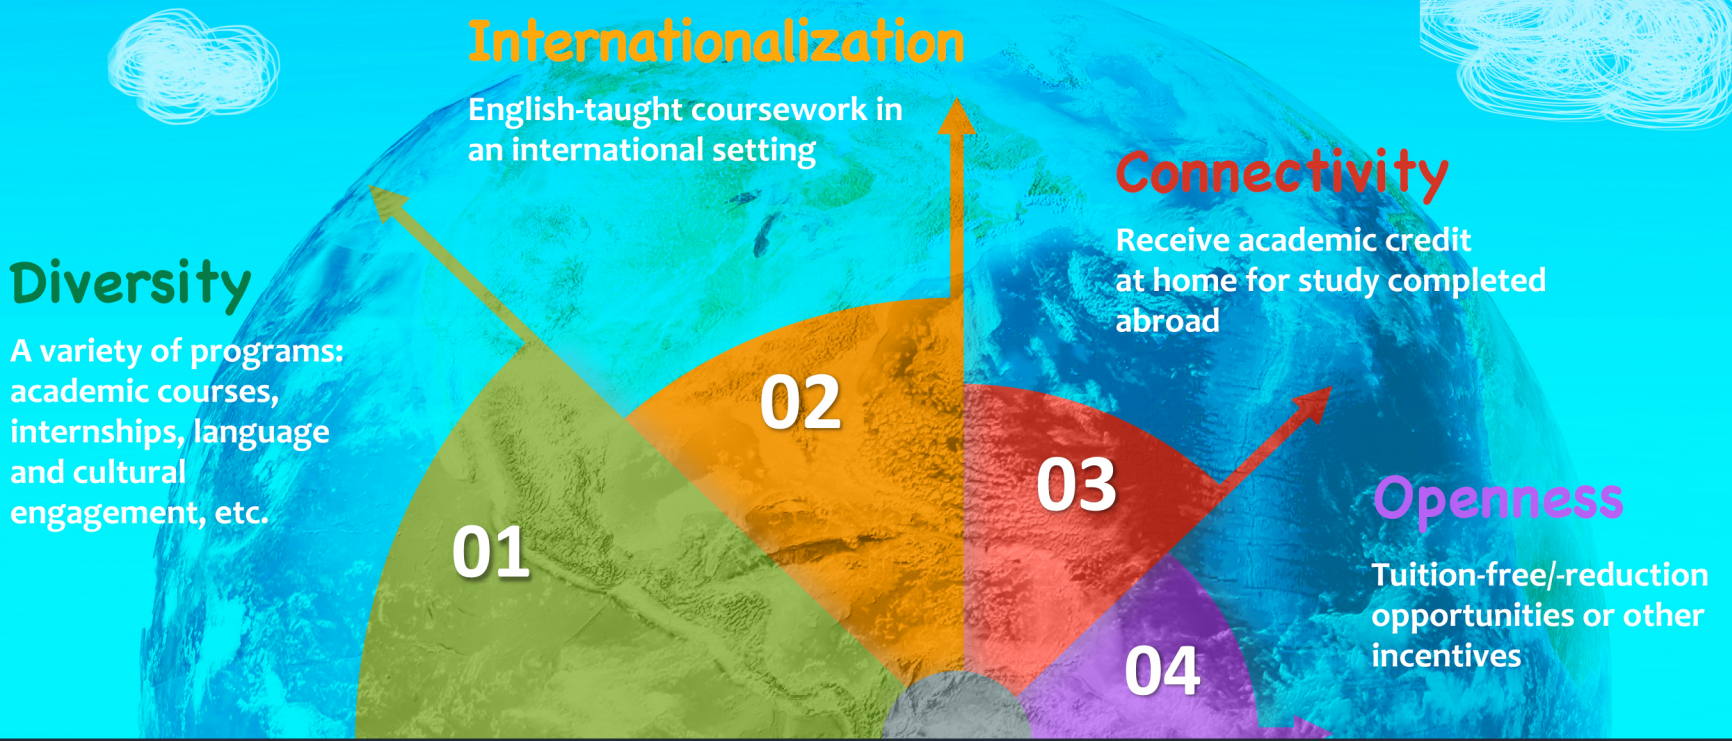 Internationalization
English-taught coursework in
an international setting
Connectivity
Receive academic credit
at home for study completed
abroad
Diversity
A variety of programs:
academic courses,
internships, language
and cultural
engagement, etc.
Openness
Tuition-free/-reduction
opportunities or other
incentives
01
02
03
04